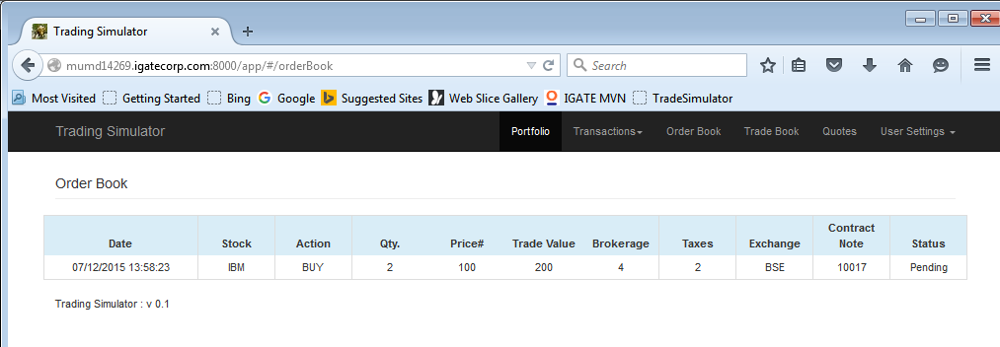 Trading Simulator
mumd14269.igatecorp.com:8000/app/#/orderBook
Search
Most Visited Getting Started Bing Google Suggested Sites Web Slice Gallery IGATE MVN TradeSimulator
Trading Simulator Portfolio Transactions Order Book Trade Book Quotes User Settings
Order Book
Date Stock Action Qty. Price# Trade Value Brokerage Taxes Exchange Contract Note Status
07/12/2015 13:58:23 IBM BUY 2 100 200 4 2 BSE 10017 Pending
Trading Simulator : v 0.1